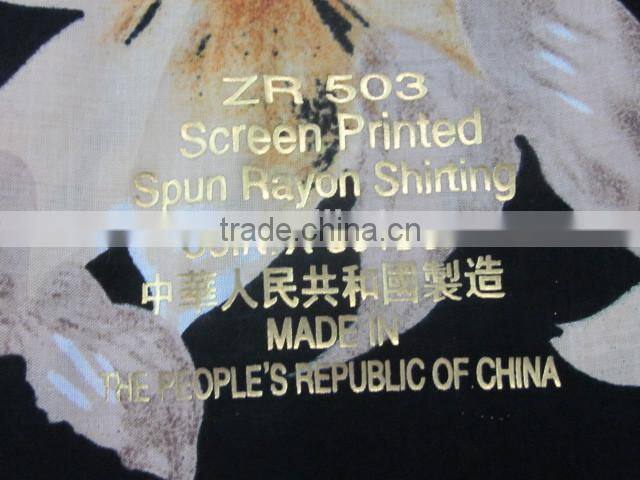 ZR 503
Screen Printed
Spun Rayon Shirting
trade.china.cn
中華人民共和國製造
MADE IN
THE PEOPLE'S REPUBLIC OF CHINA